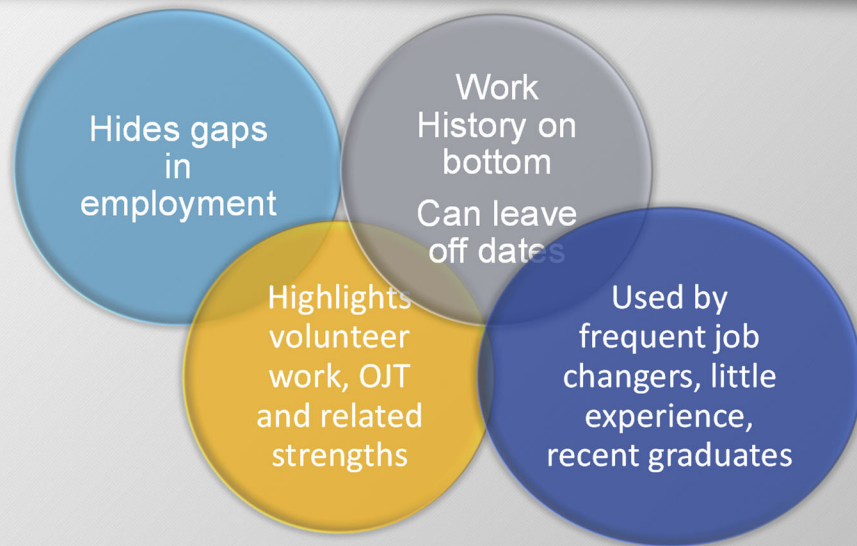 Hides gaps
in
employment
Work
History on
bottom
Can leave
off dates
Highlights
volunteer
work, OJT
and related
strengths
Used by
frequent job
changers, little
experience,
recent graduates